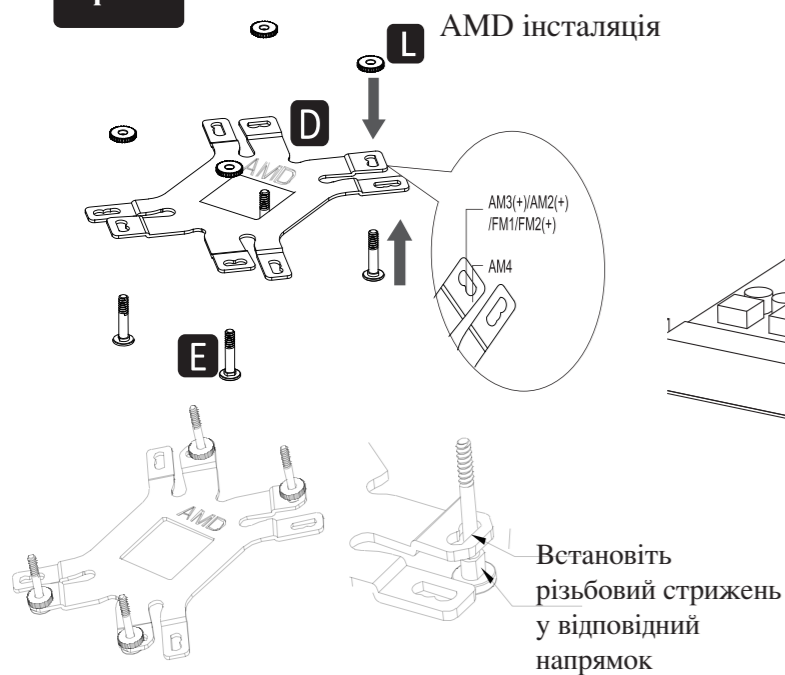 AMD інсталяція
L
D
AMD
AM3(+)/AM2(+)
/FM1/FM2(+)
AM4
E
AMD
Встановіть
різьбовий стрижень
у відповідний
напрямок